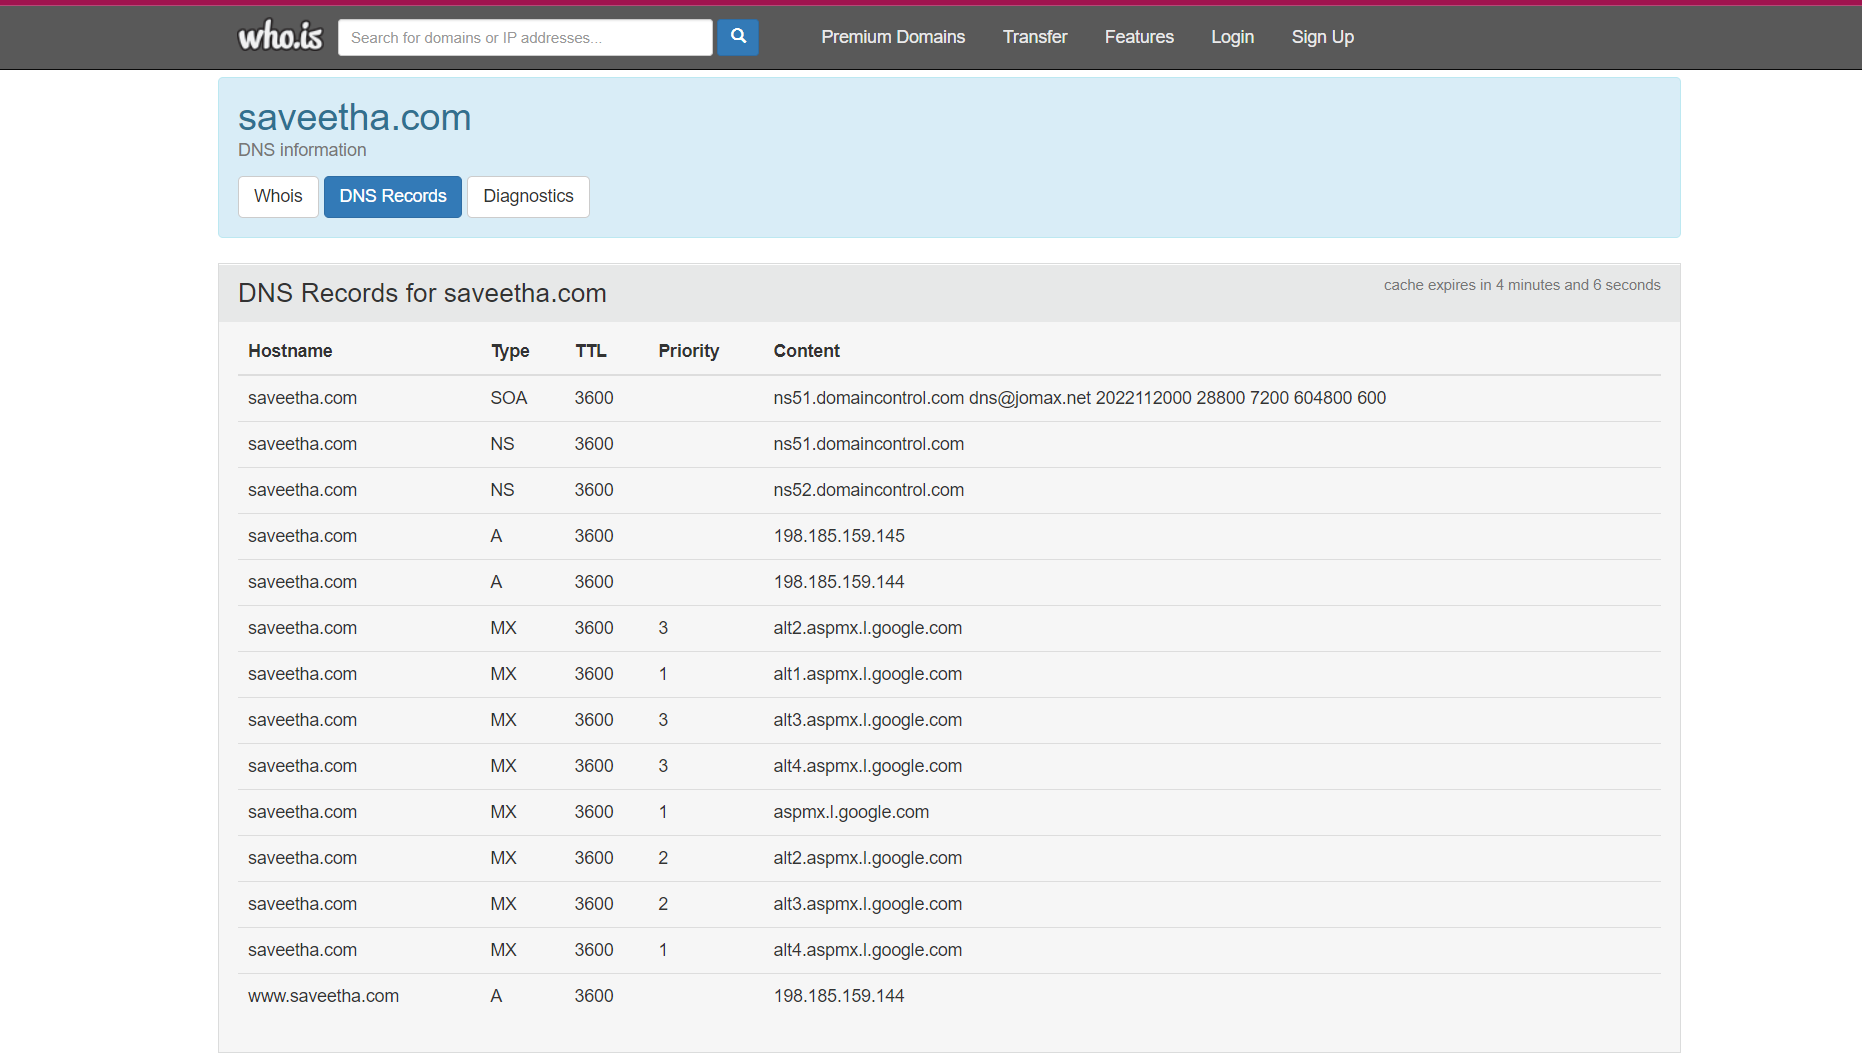 who.is Search for domains or IP addresses... Premium Domains Transfer Features Login Sign Up
saveetha.com
DNS information
Whois DNS Records Diagnostics
DNS Records for saveetha.com cache expires in 4 minutes and 6 seconds
Hostname Type TTL Priority Content
saveetha.com SOA 3600 ns51.domaincontrol.com dns@jomax.net 2022112000 28800 7200 604800 600
saveetha.com NS 3600 ns51.domaincontrol.com
saveetha.com NS 3600 ns52.domaincontrol.com
saveetha.com A 3600 198.185.159.145
saveetha.com A 3600 198.185.159.144
saveetha.com MX 3600 3 alt2.aspmx.l.google.com
saveetha.com MX 3600 1 alt1.aspmx.l.google.com
saveetha.com MX 3600 3 alt3.aspmx.l.google.com
saveetha.com MX 3600 3 alt4.aspmx.l.google.com
saveetha.com MX 3600 1 aspmx.l.google.com
saveetha.com MX 3600 2 alt2.aspmx.l.google.com
saveetha.com MX 3600 2 alt3.aspmx.l.google.com
saveetha.com MX 3600 1 alt4.aspmx.l.google.com
www.saveetha.com A 3600 198.185.159.144